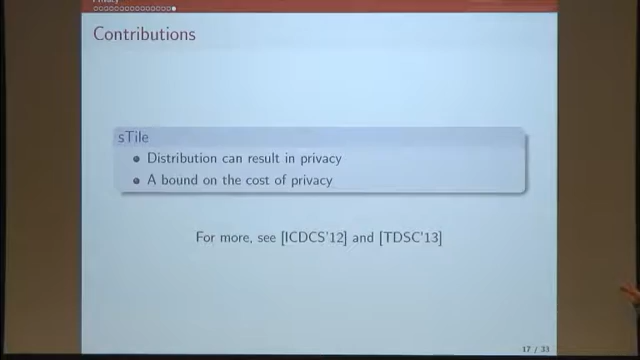 Privacy
Contributions
sTile
Distribution can result in privacy
A bound on the cost of privacy
For more, see [ICDCS'12] and [TDSC'13]
17 / 33